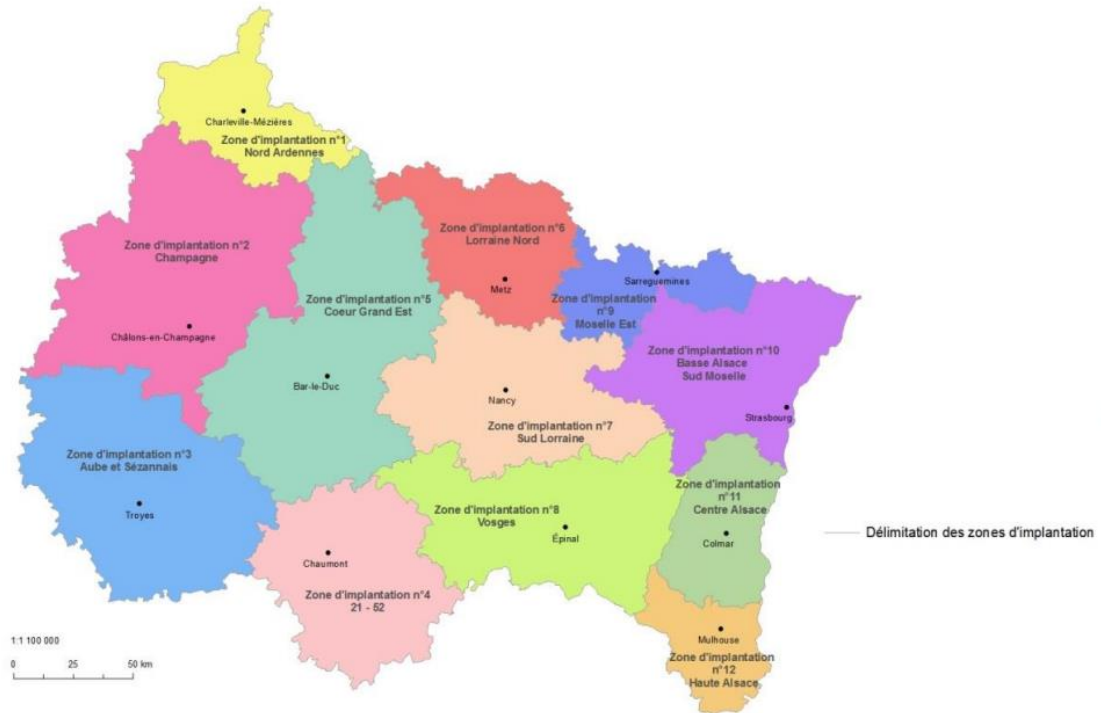 Charleville-Mézières
Zone d'implantation n°1
Nord Ardennes
Zone d'implantation n°2
Champagne
Châlons-en-Champagne
Zone d'implantation n°6
Lorraine Nord
Metz
Sarreguemines
Zone d'implantation
n°9
Moselle Est
Zone d'implantation n°5
Coeur Grand Est
Bar-le-Duc
Zone d'implantation n°10
Basse Alsace
Sud Moselle
Strasbourg
Nancy
Zone d'implantation n°7
Sud Lorraine
Zone d'implantation n°3
Aube et Sézannais
Troyes
Zone d'implantation n°8
Vosges
Épinal
Zone d'implantation
n°11
Centre Alsace
Colmar
Délimitation des zones d'implantation
Chaumont
Zone d'implantation n°4
21 - 52
Mulhouse
Zone d'implantation
n°12
Haute Alsace
1:1 100 000
0 25 50 km